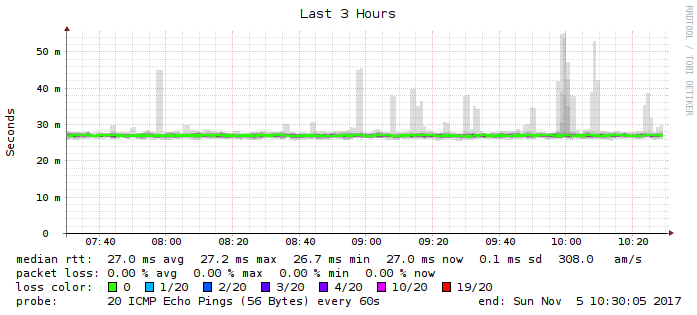 Last 3 Hours
RRDTOOL / TOBI OETIKER
Seconds
50 m
40 m
30 m
20 m
10 m
0
07:40 08:00 08:20 08:40 09:00 09:20 09:40 10:00 10:20
median rtt: 27.0 ms avg 27.2 ms max 26.7 ms min 27.0 ms now 0.1 ms sd 308.0 am/s
packet loss: 0.00 % avg 0.00 % max 0.00 % min 0.00 % now
loss color: 0 1/20 2/20 3/20 4/20 10/20 19/20
probe: 20 ICMP Echo Pings (56 Bytes) every 60s end: Sun Nov 5 10:30:05 2017